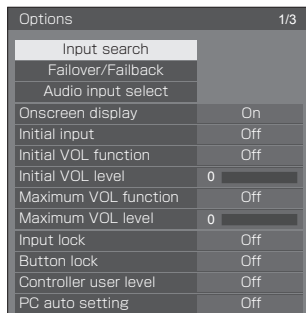 Options 1/3
Input search
Failover/Failback
Audio input select
Onscreen display On
Initial input Off
Initial VOL function Off
Initial VOL level 0
Maximum VOL function Off
Maximum VOL level 0
Input lock Off
Button lock Off
Controller user level Off
PC auto setting Off